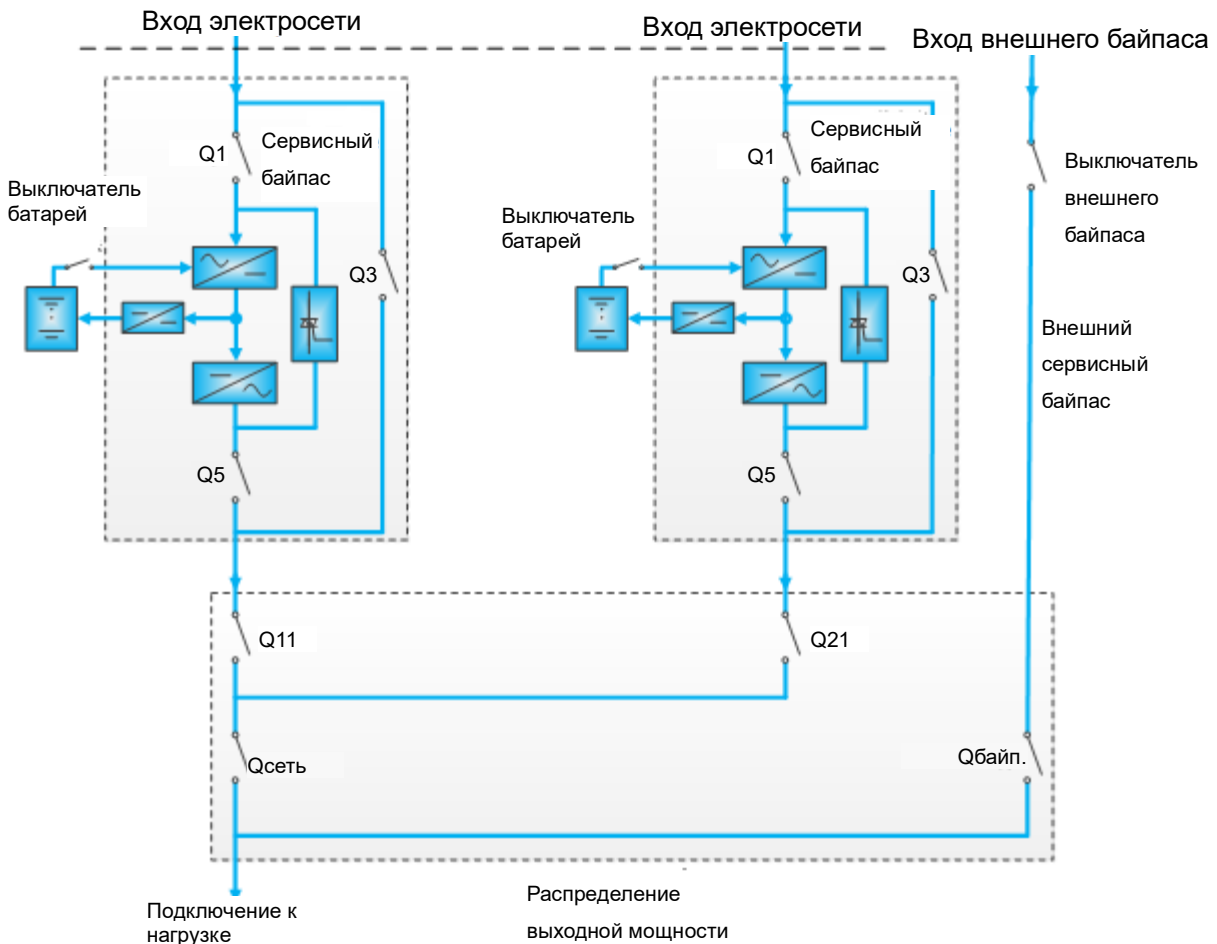 Вход электросети
Вход электросети
Вход внешнего байпаса
Q1
Сервисный
байпас
Выключатель
батарей
Q3
Q5
Q1
Сервисный
байпас
Выключатель
батарей
Q3
Q5
Выключатель
внешнего
байпаса
Внешний
сервисный
байпас
Q11
Q21
Qсеть
Qбайп.
Подключение к
нагрузке
Распределение
выходной мощности